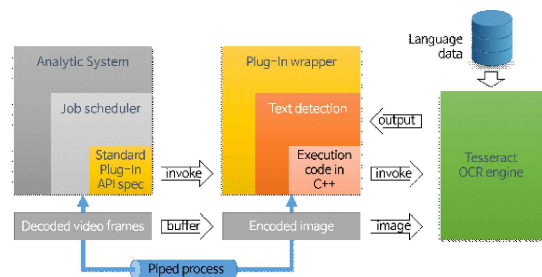 Language
data
Analytic System
Plug-In wrapper
Job scheduler
Text detection
output
Standard
Plug-In
API spec
invoke
Execution
code in
C++
invoke
Tesseract
OCR engine
Decoded video frames
buffer
Encoded image
image
Piped process